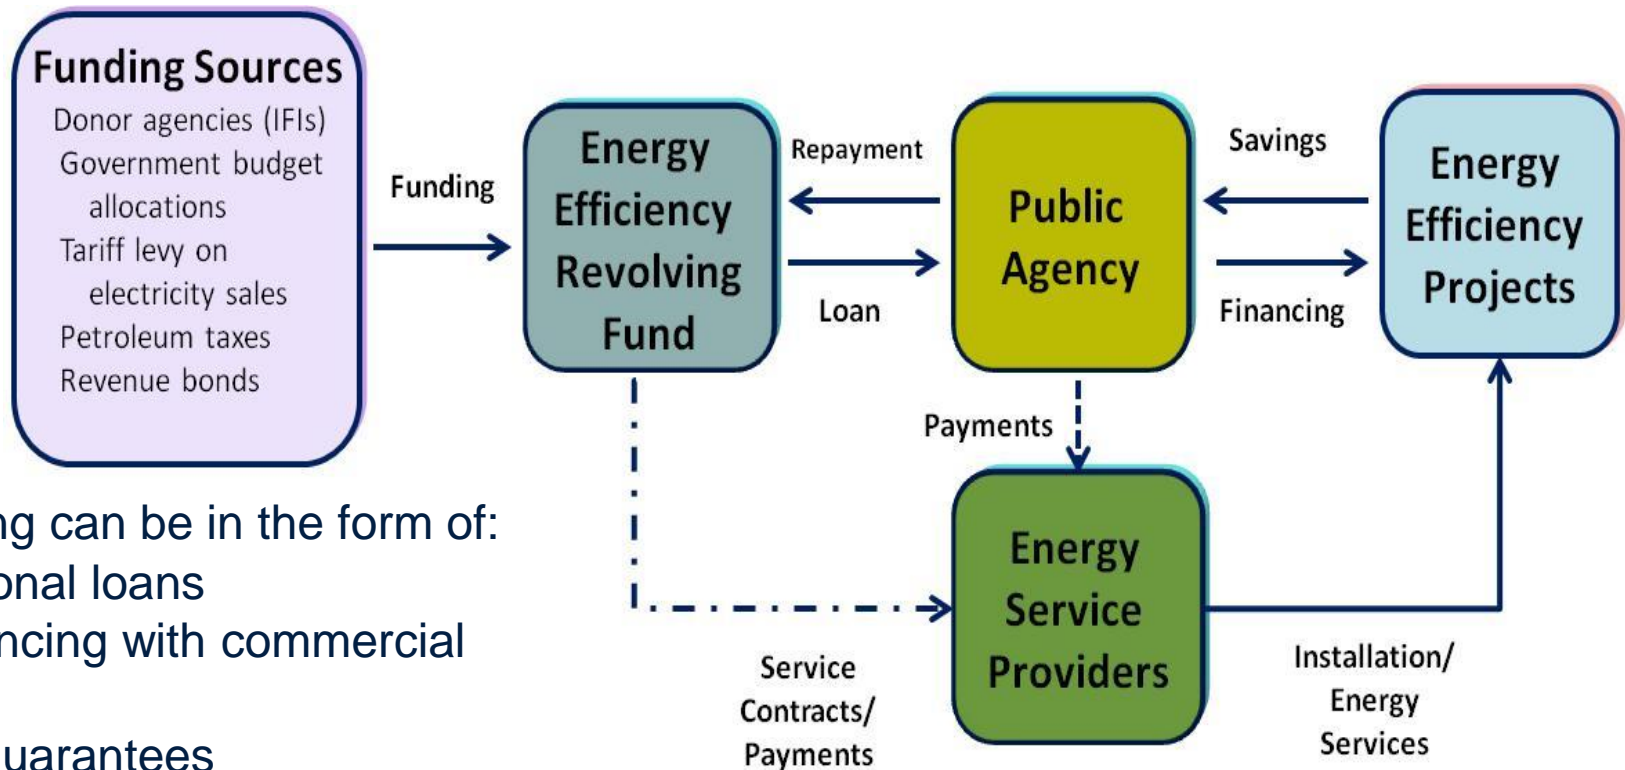 Funding Sources
Donor agencies (IFIs)
Government budget
allocations
Tariff levy on
electricity sales
Petroleum taxes
Revenue bonds
Funding
Energy
Efficiency
Revolving
Fund
Repayment
Loan
Public
Agency
Savings
Financing
Energy
Efficiency
Projects
Payments
Energy
Service
Providers
Service
Contracts/
Payments
Installation/
Energy
Services
ng can be in the form of:
onal loans
ncing with commercial
uarantees